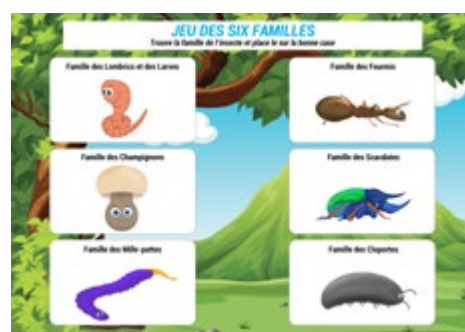 JEU DES SIX FAMILLES
Trouve la famille de l'insecte et place le sur la bonne case
Famille des Lombrics et des Larves
Famille des Fourmis
Famille des Champignons
Famille des Scarabées
Famille des Mille-pattes
Famille des Cloportes